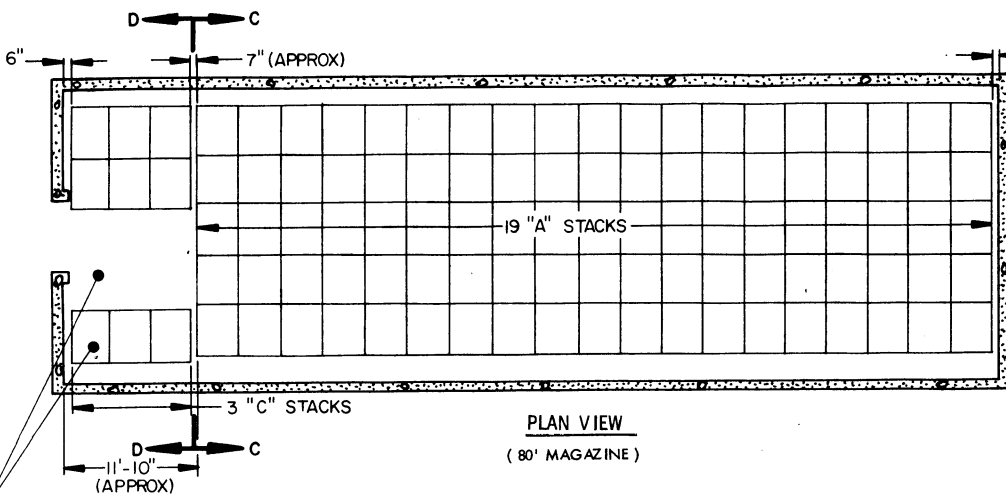 D C
6" 7" (APPROX)
19 "A" STACKS
3 "C" STACKS
D C
11'-10"
(APPROX)
PLAN VIEW
( 80' MAGAZINE )